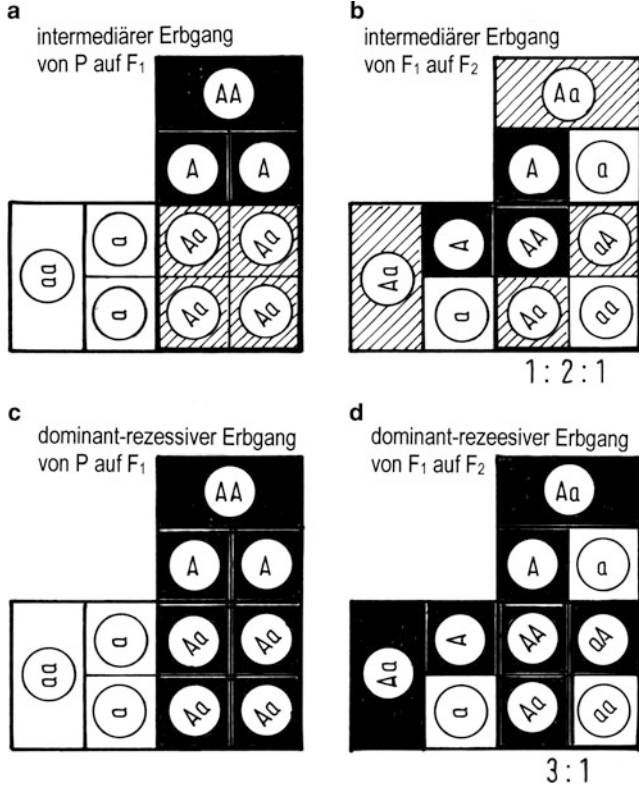 a
intermediärer Erbgang
von P auf F₁
AA
A A
aa
a
Aa Aa
a
Aa Aa
b
intermediärer Erbgang
von F₁ auf F₂
Aa
A a
Aa
A
AA aA
a
Aa aa
1 : 2 : 1
c
dominant-rezessiver Erbgang
von P auf F₁
AA
A A
aa
a
Aa Aa
a
Aa Aa
d
dominant-rezeesiver Erbgang
von F₁ auf F₂
Aa
A a
Aa
A
AA aA
a
Aa aa
3 : 1